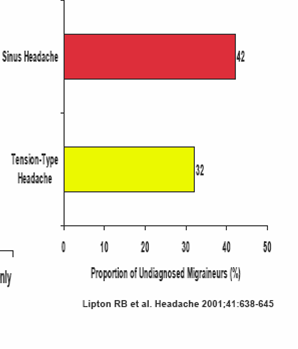 Sinus Headache
42
Tension-Type
Headache
32
0 10 20 30 40 50
Proportion of Undiagnosed Migraineurs (%)
nly
Lipton RB et al. Headache 2001;41:638-645